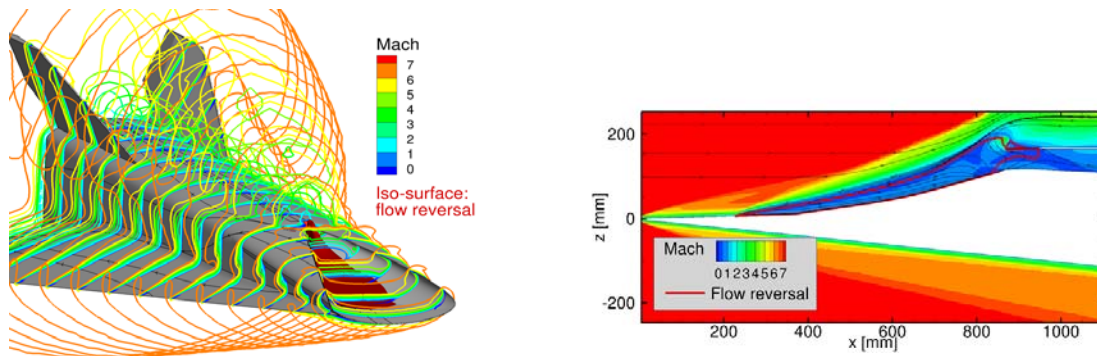 Mach
7
6
5
4
3
2
1
0
Iso-surface:
flow reversal
200
0
-200
z [mm]
Mach
01234567
Flow reversal
200
400
600
800
1000
x [mm]